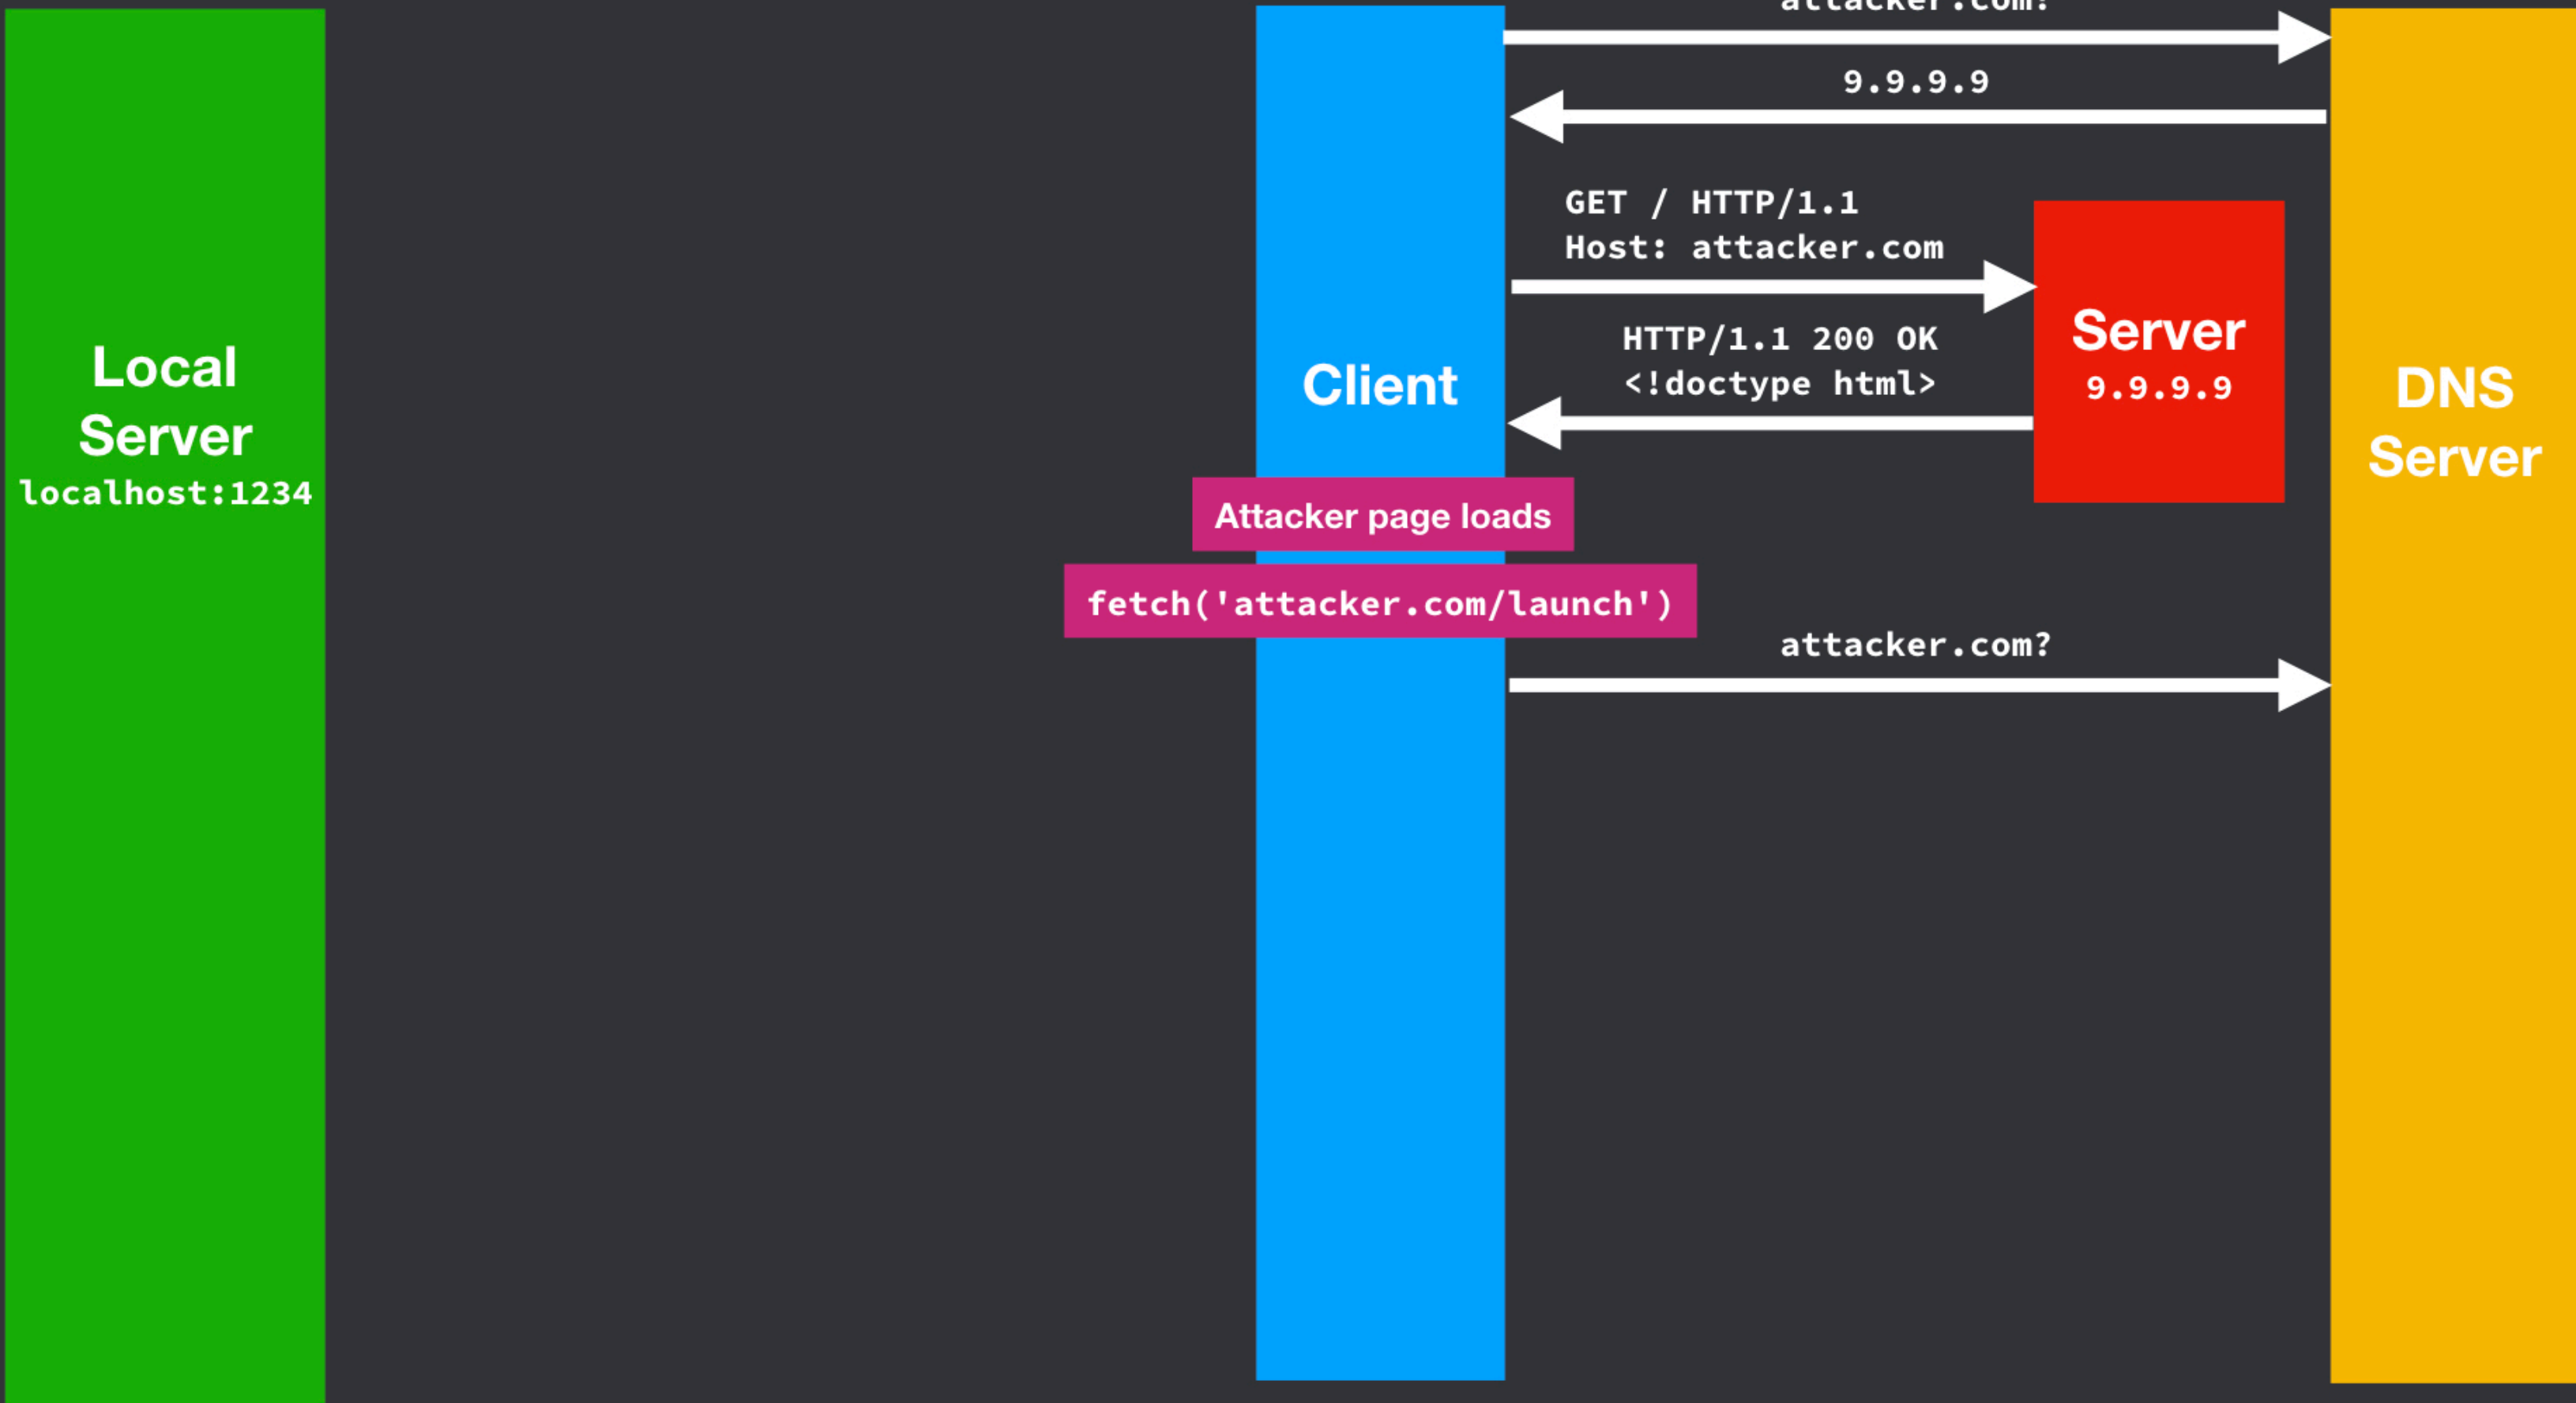 attacker.com?
9.9.9.9
GET / HTTP/1.1
Host: attacker.com
HTTP/1.1 200 OK
<!doctype html>
Server
9.9.9.9
Local
Server
localhost:1234
Client
DNS
Server
Attacker page loads
fetch('attacker.com/launch')
attacker.com?